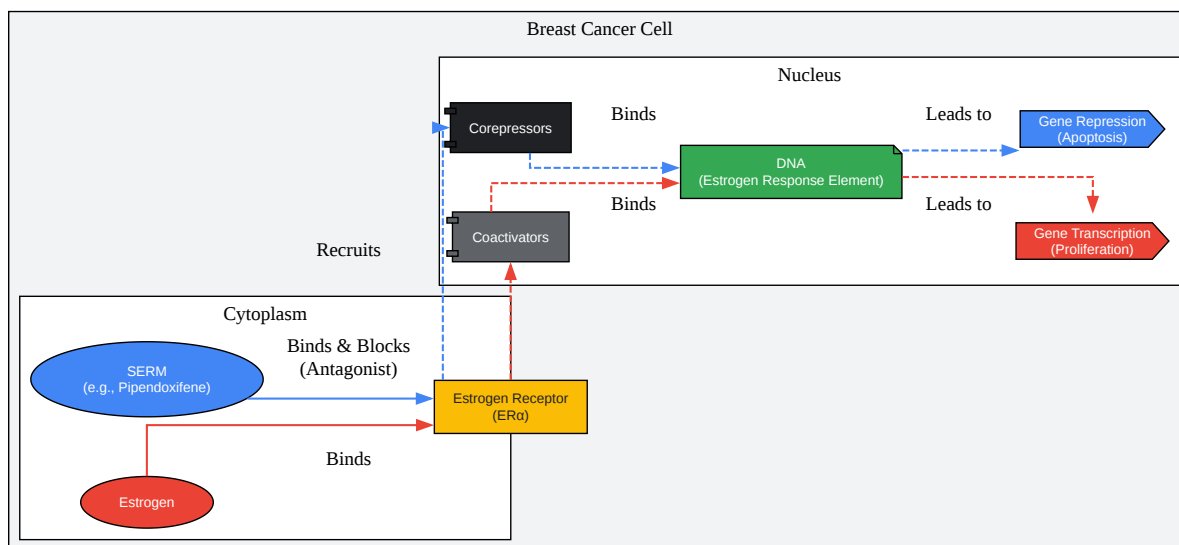 Breast Cancer Cell
Nucleus
Corepressors
Binds
Leads to
Gene Repression
(Apoptosis)
DNA
(Estrogen Response Element)
Binds
Leads to
Coactivators
Gene Transcription
(Proliferation)
Recruits
Cytoplasm
SERM
(e.g., Pipendoxifene)
Binds & Blocks
(Antagonist)
Estrogen Receptor
(ERα)
Binds
Estrogen